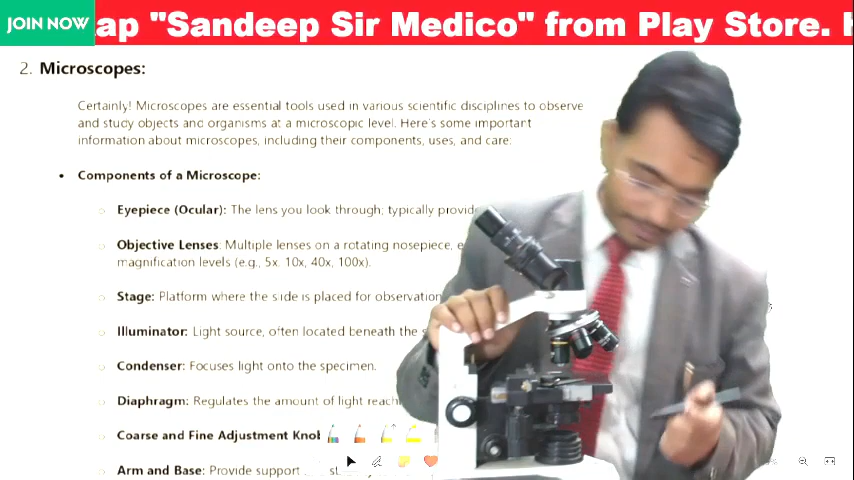 JOIN NOW
ap "Sandeep Sir Medico" from Play Store. H
2. Microscopes:
Certainly! Microscopes are essential tools used in various scientific disciplines to observe
and study objects and organisms at a microscopic level. Here's some important
information about microscopes, including their components, uses, and care:
• Components of a Microscope:
○ Eyepiece (Ocular): The lens you look through; typically provid
○ Objective Lenses: Multiple lenses on a rotating nosepiece, e
magnification levels (e.g., 5x. 10x, 40x, 100x).
○ Stage: Platform where the slide is placed for observation
○ Illuminator: Light source, often located beneath the s
○ Condenser: Focuses light onto the specimen.
○ Diaphragm: Regulates the amount of light reach
○ Coarse and Fine Adjustment Knob
○ Arm and Base: Provide support